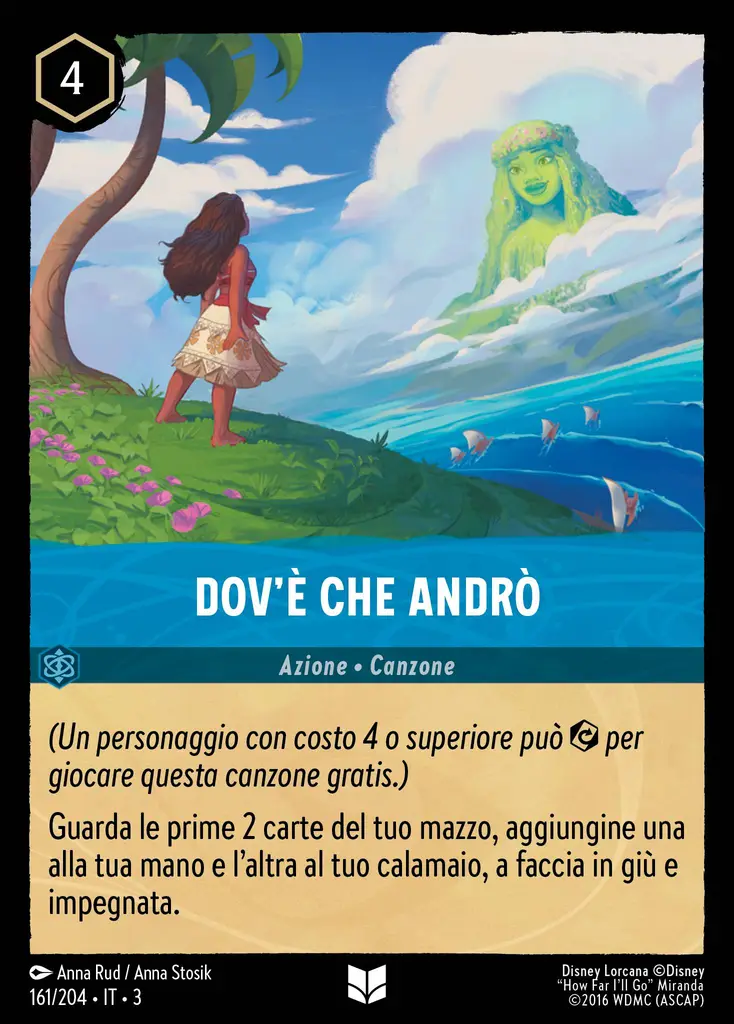 4
DOV'È CHE ANDRÒ
Azione • Canzone
(Un personaggio con costo 4 o superiore può per
giocare questa canzone gratis.)
Guarda le prime 2 carte del tuo mazzo, aggiungine una
alla tua mano e l'altra al tuo calamaio, a faccia in giù e
impegnata.
Anna Rud / Anna Stosik
161/204 • IT • 3
Disney Lorcana ©Disney
"How Far I'll Go" Miranda
©2016 WDMC (ASCAP)